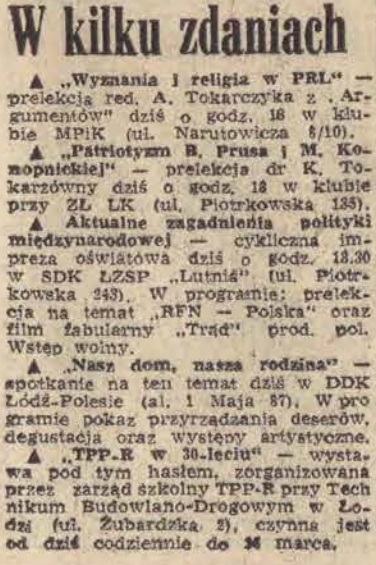 W kilku zdaniach
▲ „Wyznania i religia w PRL” —
prelekcją red. A. Tokarczyka z „Ar-
gumentów” dziś o godz. 18 w klu-
bie MPiK (ul. Narutowicza 8/10).
▲ „Patriotyzm B. Prusa i M. Ko-
nopnickiej” — prelekcja dr K. To-
karzówny dziś o godz. 18 w klubie
przy ZŁ LK (ul. Piotrkowska 135).
▲ Aktualne zagadnienia polityki
międzynarodowej — cykliczna im-
preza oświatowa dziś o godz. 18.30
w SDK ŁZSP „Lutnia” (ul. Piotr-
kowska 243). W programie: prelek-
cja na temat „RFN — Polska” oraz
film fabularny „Trąd” prod. pol.
Wstęp wolny.
▲ „Nasz dom, nasza rodzina” —
spotkanie na ten temat dziś w DDK
Łódź-Polesie (al. 1 Maja 87). W pro
gramie pokaz przyrządzania deserów,
degustacja oraz występy artystyczne.
▲ „TPP-R w 30-leciu” — wysta-
wa pod tym hasłem, zorganizowana
przez zarząd szkolny TPP-R przy Tech
nikum Budowlano-Drogowym w Ło-
dzi (ul. Żubardzka 2), czynna jest
od dziś codziennie do marca.